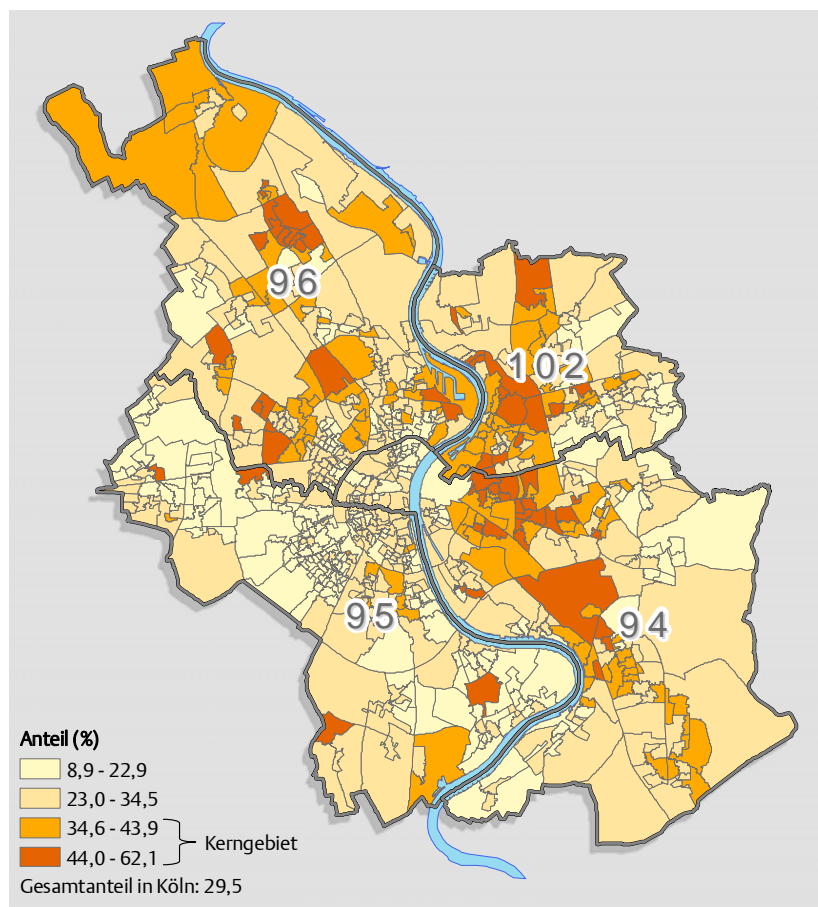 96
102
95
94
Anteil (%)
8,9 - 22,9
23,0 - 34,5
34,6 - 43,9
Kerngebiet
44,0 - 62,1
Gesamtanteil in Köln: 29,5